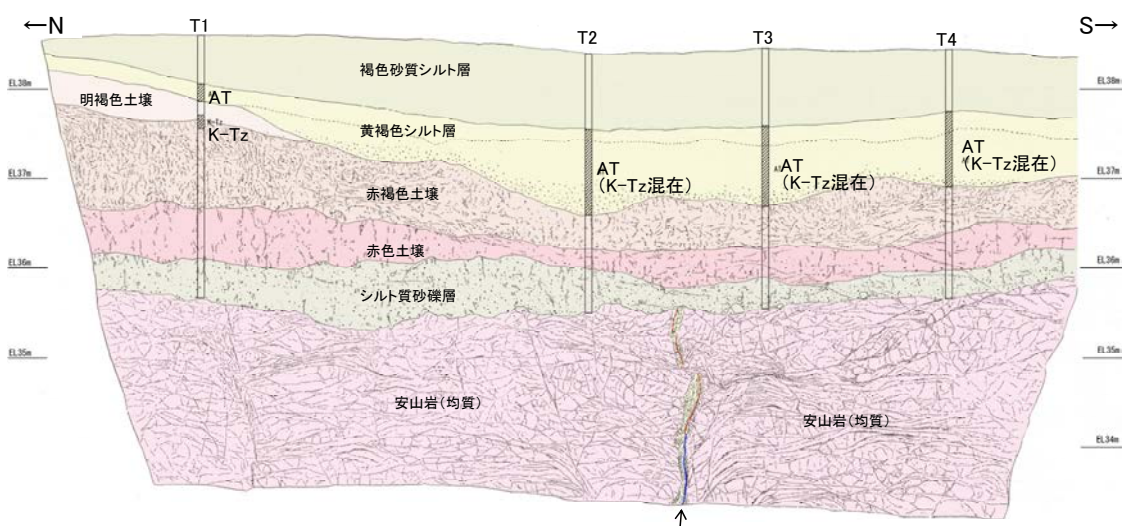 ←N
S→
T1
T2
T3
T4
褐色砂質シルト層
EL38m
EL38m
明褐色土壌
AT
K-Tz
K-Tz
黄褐色シルト層
AT
(K-Tz混在)
AT
(K-Tz混在)
AT
(K-Tz混在)
EL37m
EL37m
赤褐色土壌
赤色土壌
EL36m
EL36m
シルト質砂礫層
EL35m
EL35m
安山岩(均質)
安山岩(均質)
EL34m
↑